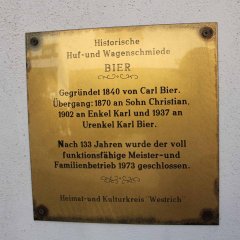 Historische
Huf-und Wagenschmiede
BIER
Gegründet 1840 von Carl Bier.
Übergang: 1870 an Sohn Christian,
1902 an Enkel Karl und 1937 an
Urenkel Karl Bier.
Nach 133 Jahren wurde der voll
funktionsfähige Meister-und
Familienbetrieb 1973 geschlossen.
Heimat-und Kulturkreis "Westrich"